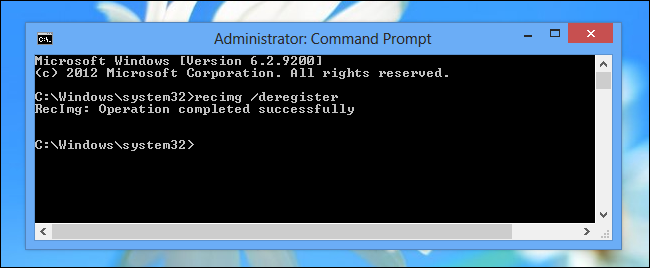 Administrator: Command Prompt
Microsoft Windows [Version 6.2.9200]
(c) 2012 Microsoft Corporation. All rights reserved.
C:\Windows\system32>recimg /deregister
RecImg: Operation completed successfully
C:\Windows\system32>